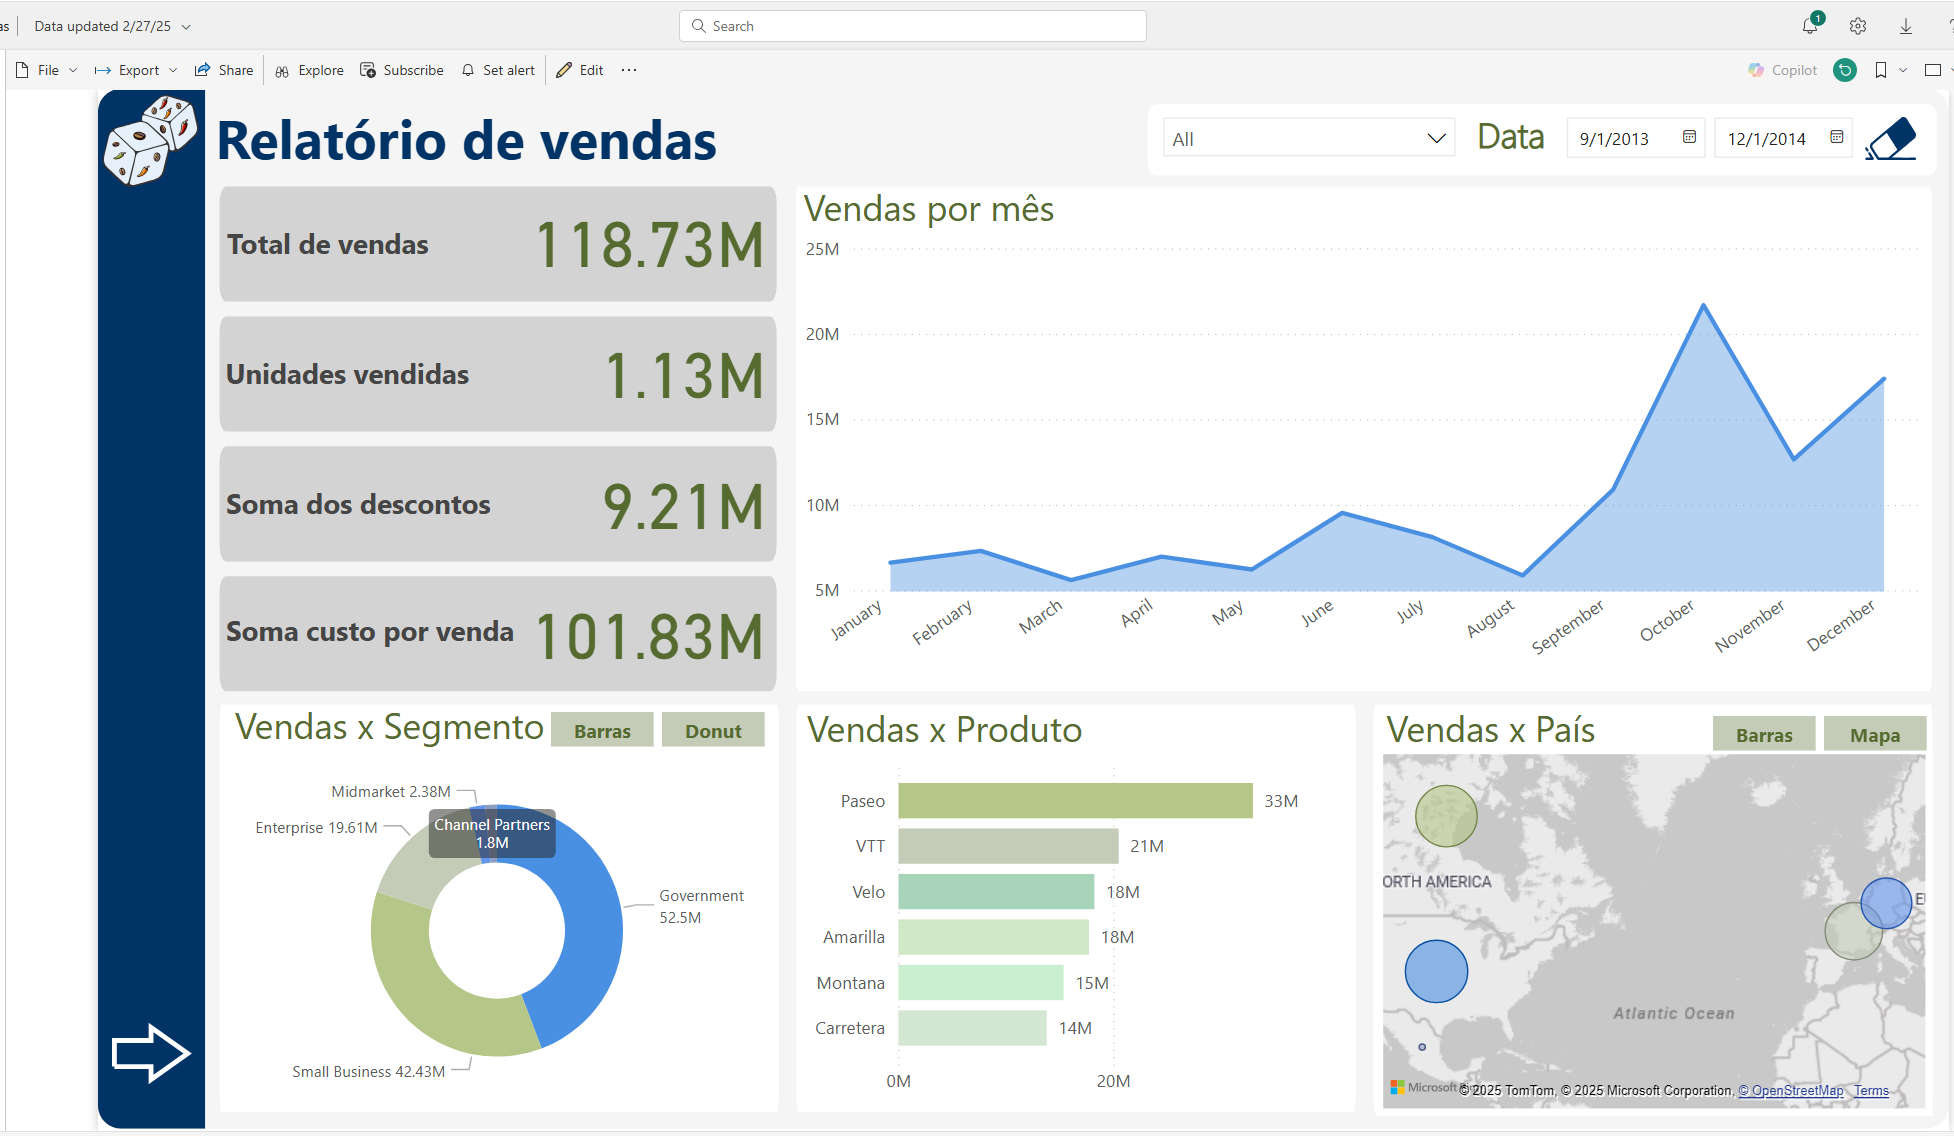 as
Data updated 2/27/25
Search
1
File
Export
Share
Explore
Subscribe
Set alert
Edit
Copilot
Relatório de vendas
All
Data
9/1/2013
12/1/2014
Total de vendas
118.73M
Unidades vendidas
1.13M
Soma dos descontos
9.21M
Soma custo por venda
101.83M
Vendas por mês
25M
20M
15M
10M
5M
January
February
March
April
May
June
July
August
September
October
November
December
Vendas x Segmento
Barras
Donut
Midmarket 2.38M
Enterprise 19.61M
Channel Partners
1.8M
Government
52.5M
Small Business 42.43M
Vendas x Produto
Paseo
33M
VTT
21M
Velo
18M
Amarilla
18M
Montana
15M
Carretera
14M
0M
20M
Vendas x País
Barras
Mapa
ORTH AMERICA
E
Atlantic Ocean
Microsoft
© 2025 TomTom, © 2025 Microsoft Corporation, © OpenStreetMap Terms